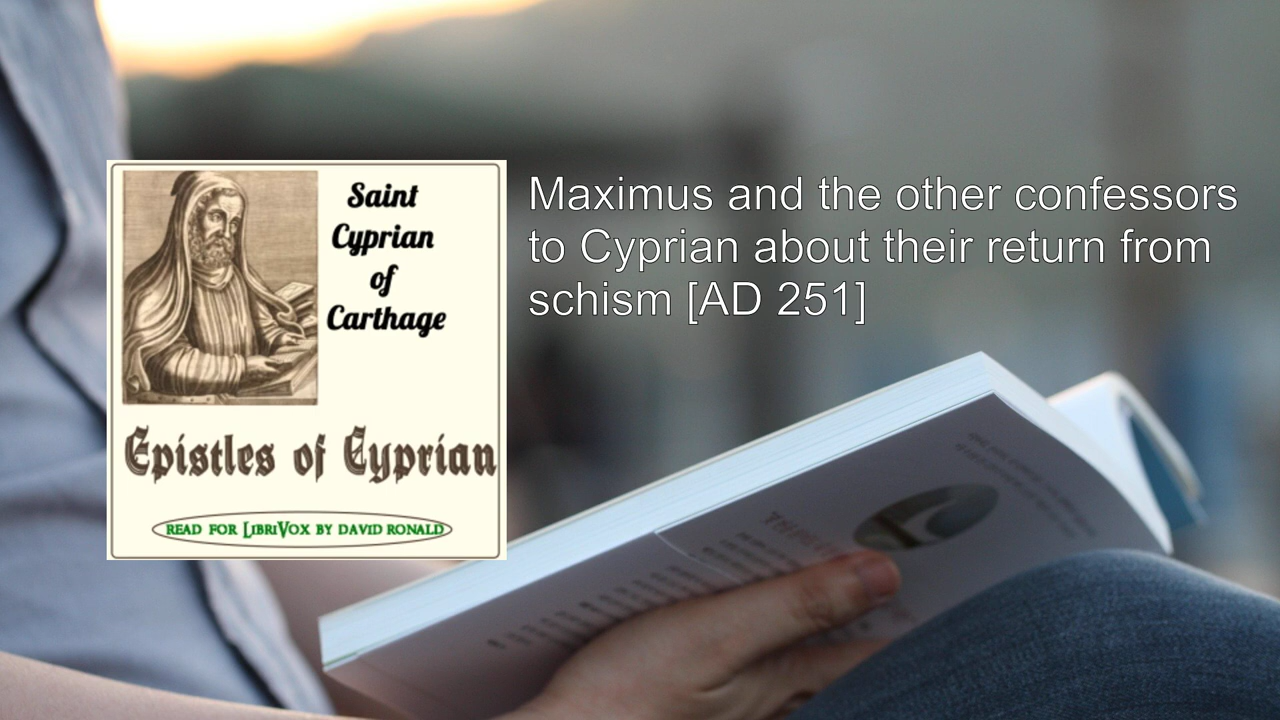 Saint
Cyprian
of
Carthage
Epistles of Cyprian
READ FOR LIBRIVOX BY DAVID RONALD
Maximus and the other confessors
to Cyprian about their return from
schism [AD 251]